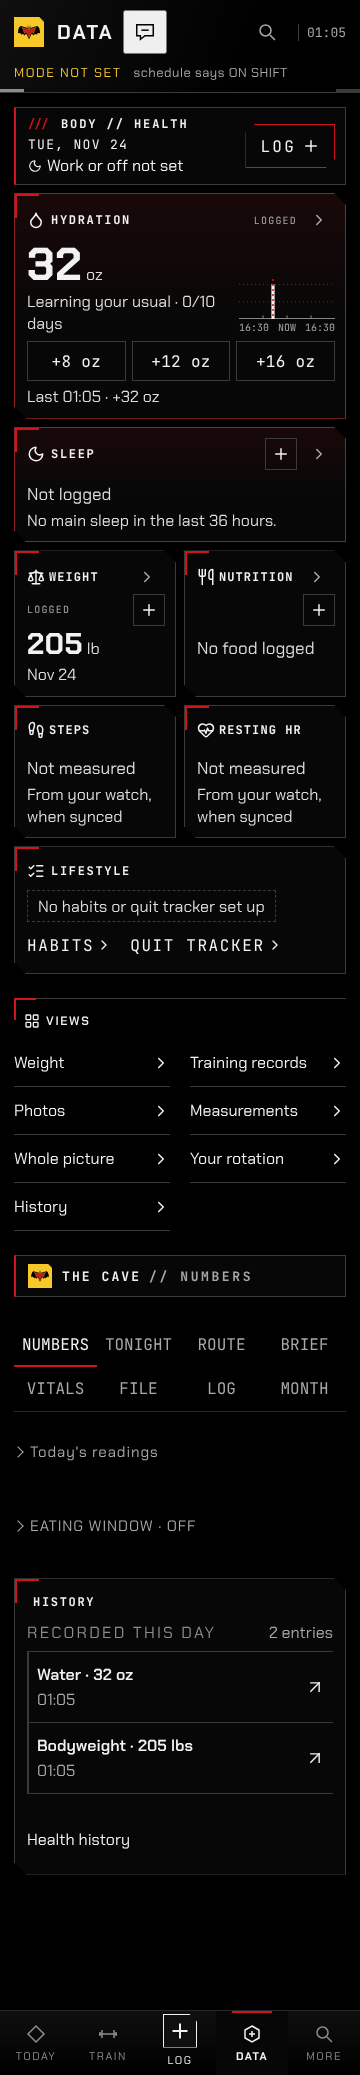 DATA
01:05
MODE NOT SET schedule says ON SHIFT
/// BODY // HEALTH
TUE, NOV 24
Work or off not set
LOG +
HYDRATION
LOGGED
32 oz
Learning your usual · 0/10
days
16:30 NOW 16:30
+8 oz
+12 oz
+16 oz
Last 01:05 · +32 oz
SLEEP
Not logged
No main sleep in the last 36 hours.
WEIGHT
LOGGED
205 lb
Nov 24
NUTRITION
No food logged
STEPS
Not measured
From your watch,
when synced
RESTING HR
Not measured
From your watch,
when synced
LIFESTYLE
No habits or quit tracker set up
HABITS
QUIT TRACKER
VIEWS
Weight
Training records
Photos
Measurements
Whole picture
Your rotation
History
THE CAVE // NUMBERS
NUMBERS TONIGHT ROUTE BRIEF
VITALS FILE LOG MONTH
Today's readings
EATING WINDOW · OFF
HISTORY
RECORDED THIS DAY
2 entries
Water · 32 oz
01:05
Bodyweight · 205 lbs
01:05
Health history
TODAY
TRAIN
LOG
DATA
MORE